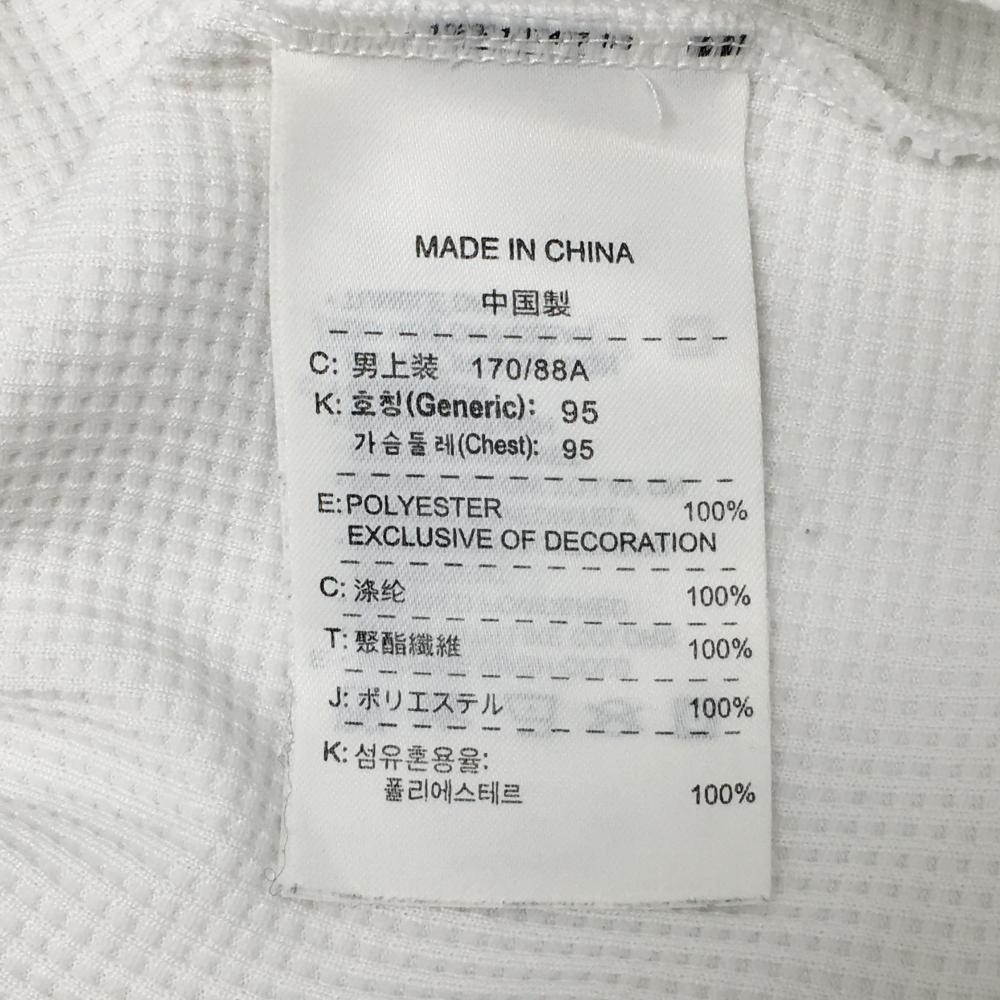 MADE IN CHINA
中国製
C: 男上装 170/88A
K: 호칭(Generic): 95
가슴둘레(Chest): 95
E: POLYESTER 100%
EXCLUSIVE OF DECORATION
C: 涤纶 100%
T: 聚酯纖維 100%
J: ポリエステル 100%
K: 섬유혼용율:
폴리에스테르 100%